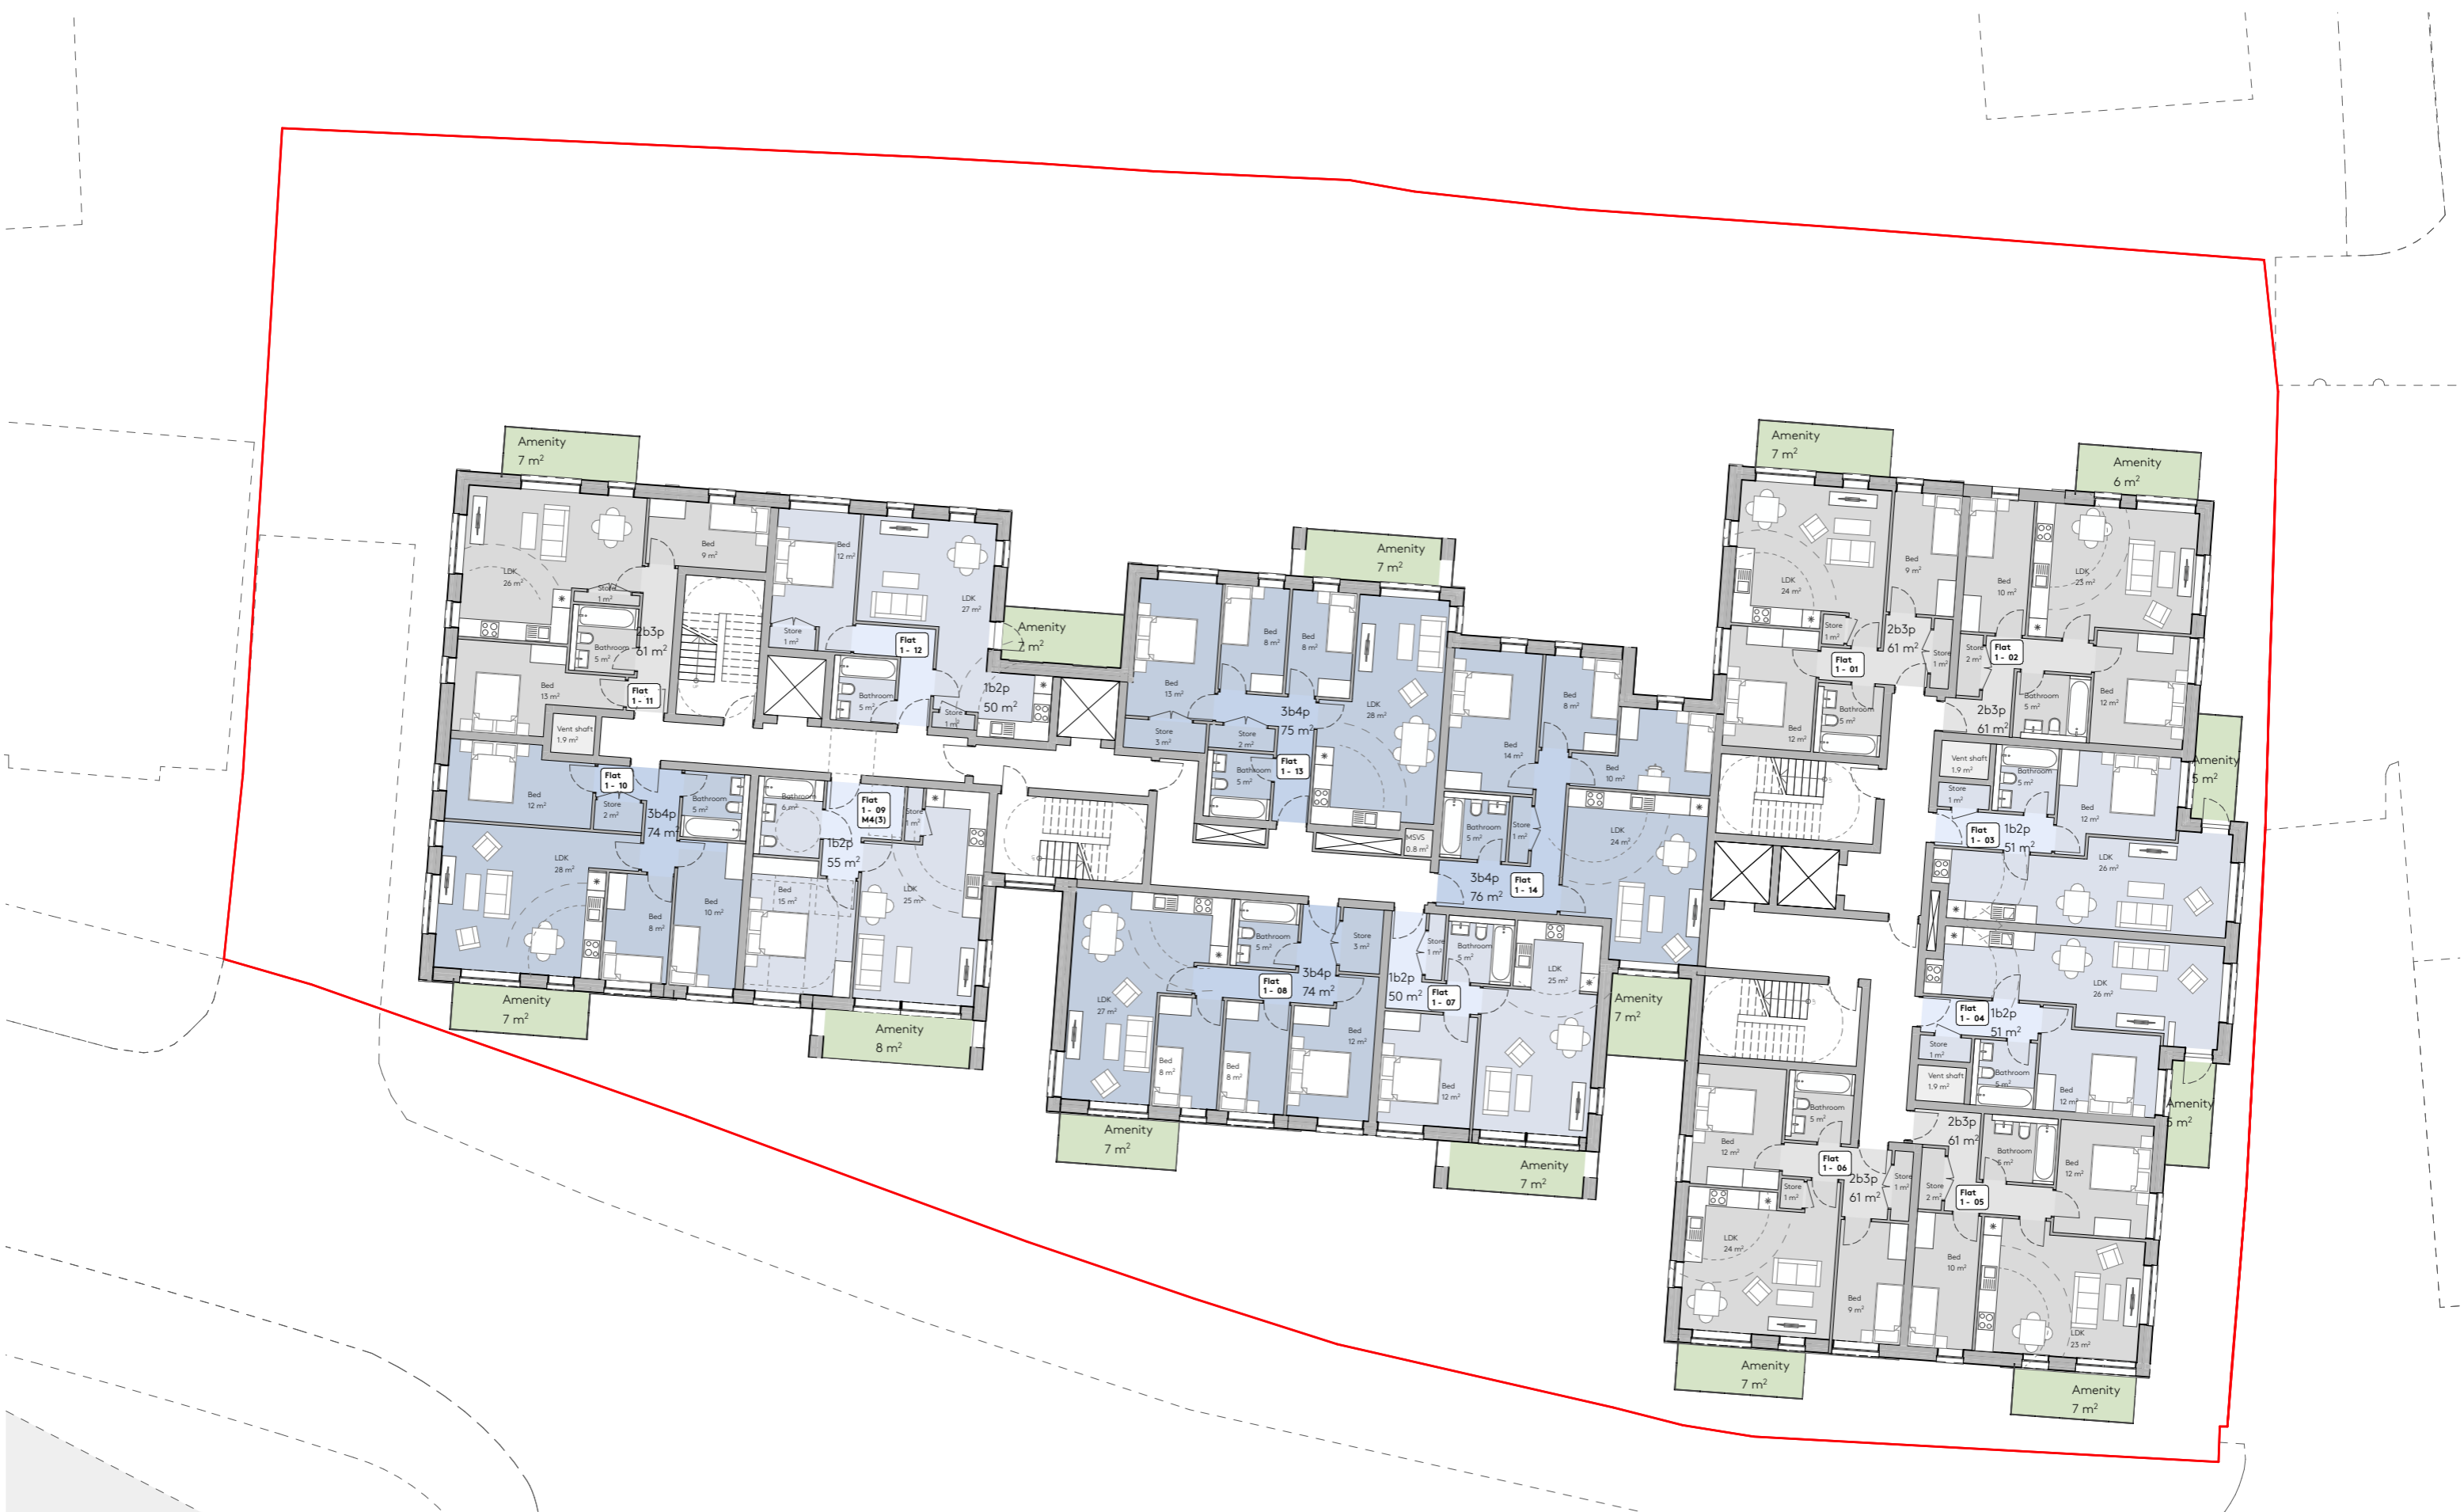 Amenity
7 m²
LDK
26 m²
Bed
9 m²
Store
1 m²
Bathroom
5 m²
2b3p
61 m²
Bed
13 m²
Flat
1 - 11
Vent shaft
1.9 m²
Bed
12 m²
LDK
27 m²
Store
1 m²
Flat
1 - 12
Bathroom
5 m²
Store
1 m²
1b2p
50 m²
Amenity
7 m²
Flat
1 - 10
Bed
12 m²
Store
2 m²
3b4p
74 m²
Bathroom
5 m²
LDK
28 m²
Bed
8 m²
Bed
10 m²
Amenity
7 m²
Bathroom
6 m²
Flat
1 - 09
M4(3)
Store
1 m²
1b2p
55 m²
Bed
15 m²
LDK
25 m²
Amenity
8 m²
Amenity
7 m²
Bed
13 m²
Bed
8 m²
Bed
8 m²
LDK
28 m²
3b4p
75 m²
Store
3 m²
Store
2 m²
Flat
1 - 13
Bathroom
5 m²
MSVS
0.8 m²
Bed
14 m²
Bed
8 m²
Bed
10 m²
Bathroom
5 m²
Store
1 m²
LDK
24 m²
3b4p
76 m²
Flat
1 - 14
Amenity
7 m²
LDK
27 m²
Bathroom
5 m²
Store
3 m²
3b4p
74 m²
Flat
1 - 08
Bed
8 m²
Bed
8 m²
Bed
12 m²
Amenity
7 m²
Store
1 m²
Bathroom
5 m²
1b2p
50 m²
Flat
1 - 07
LDK
25 m²
Bed
12 m²
Amenity
7 m²
Amenity
7 m²
LDK
24 m²
Bed
9 m²
Store
1 m²
2b3p
61 m²
Store
1 m²
Flat
1 - 01
Bed
12 m²
Bathroom
5 m²
Amenity
6 m²
Bed
10 m²
LDK
23 m²
Store
2 m²
Flat
1 - 02
Bathroom
5 m²
Bed
12 m²
2b3p
61 m²
Vent shaft
1.9 m²
Store
1 m²
Bathroom
5 m²
Bed
12 m²
Amenity
5 m²
Flat
1 - 03
1b2p
51 m²
LDK
26 m²
LDK
26 m²
Flat
1 - 04
1b2p
51 m²
Store
1 m²
Vent shaft
1.9 m²
Bathroom
5 m²
Bed
12 m²
Amenity
5 m²
2b3p
61 m²
Bathroom
5 m²
Bed
12 m²
Store
2 m²
Flat
1 - 05
Bed
10 m²
LDK
23 m²
Amenity
7 m²
Bed
12 m²
Bathroom
5 m²
Flat
1 - 06
2b3p
61 m²
Store
1 m²
Store
1 m²
LDK
24 m²
Bed
9 m²
Amenity
7 m²